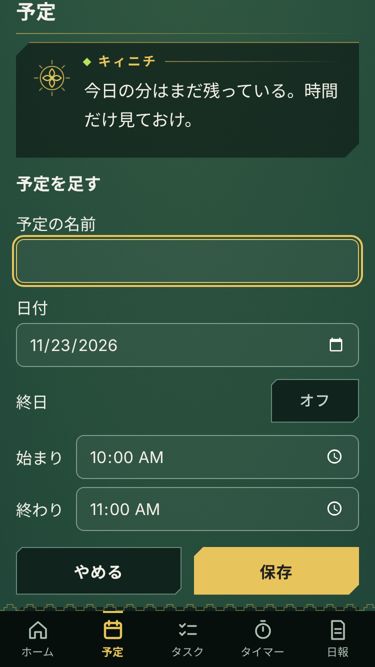 予定
キィニチ
今日の分はまだ残っている。時間
だけ見ておけ。
予定を足す
予定の名前
日付
11/23/2026
終日
オフ
始まり
10:00 AM
終わり
11:00 AM
やめる
保存
ホーム
予定
タスク
タイマー
日報